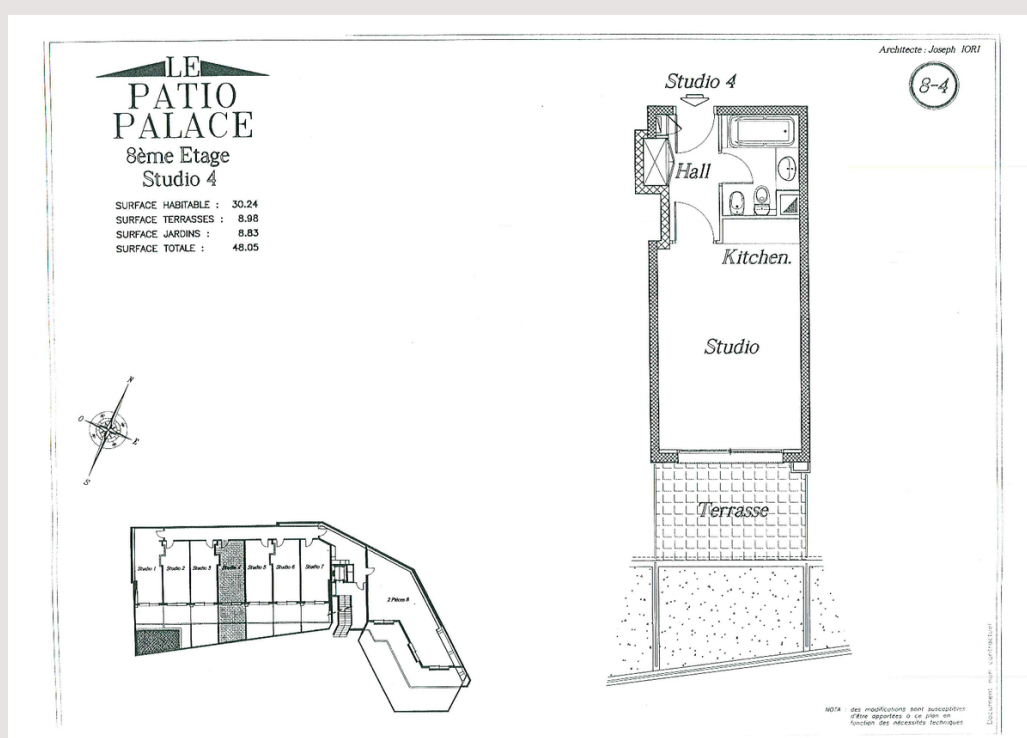 LE
PATIO
PALACE
8ème Etage
Studio 4
SURFACE HABITABLE : 30.24
SURFACE TERRASSES : 8.98
SURFACE JARDINS : 8.83
SURFACE TOTALE : 48.05
Architecte : Joseph IORI
8-4
Studio 4
Hall
Kitchen.
Studio
Terrasse
N
O
E
S
Studio 1
Studio 2
Studio 3
Studio 4
Studio 5
Studio 6
Studio 7
2 Pièces 8
NOTA : des modifications sont susceptibles
d'être apportées à ce plan en
fonction des nécessités techniques
Document non contractuel